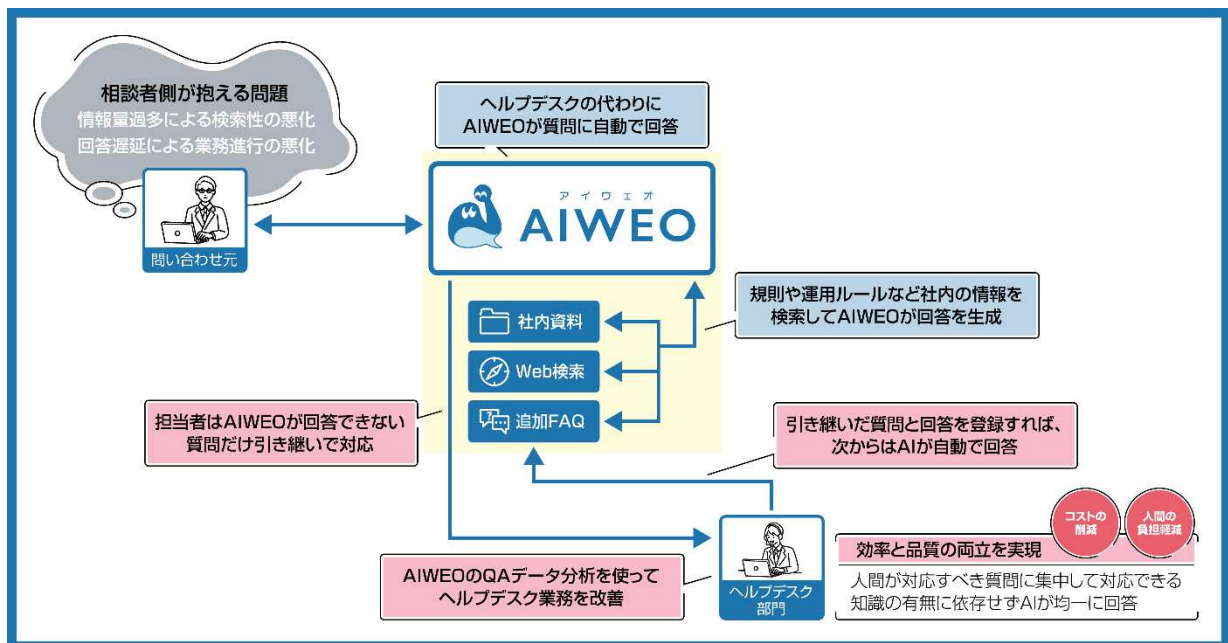 相談者側が抱える問題
情報量過多による検索性の悪化
回答遅延による業務進行の悪化
問い合わせ元
ヘルプデスクの代わりに
AIWEOが質問に自動で回答
アイウェオ
AIWEO
規則や運用ルールなど社内の情報を
検索してAIWEOが回答を生成
社内資料
Web検索
追加FAQ
担当者はAIWEOが回答できない
質問だけ引き継いで対応
引き継いだ質問と回答を登録すれば、
次からはAIが自動で回答
AIWEOのQAデータ分析を使って
ヘルプデスク業務を改善
ヘルプデスク
部門
コストの
削減
人間の
負担軽減
効率と品質の両立を実現
人間が対応すべき質問に集中して対応できる
知識の有無に依存せずAIが均一に回答